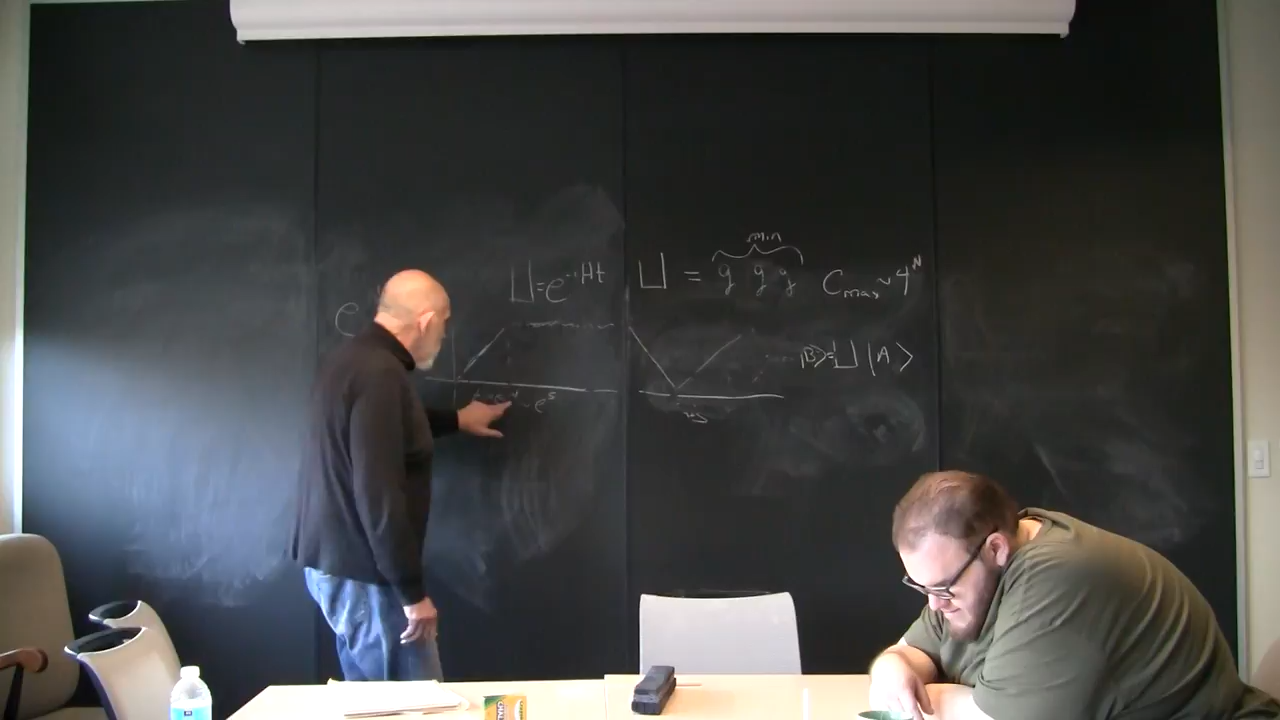 min
U = e^-iHt
U = g g g
C_max ~ 4^N
e
|B> = U |A>
~ e^S